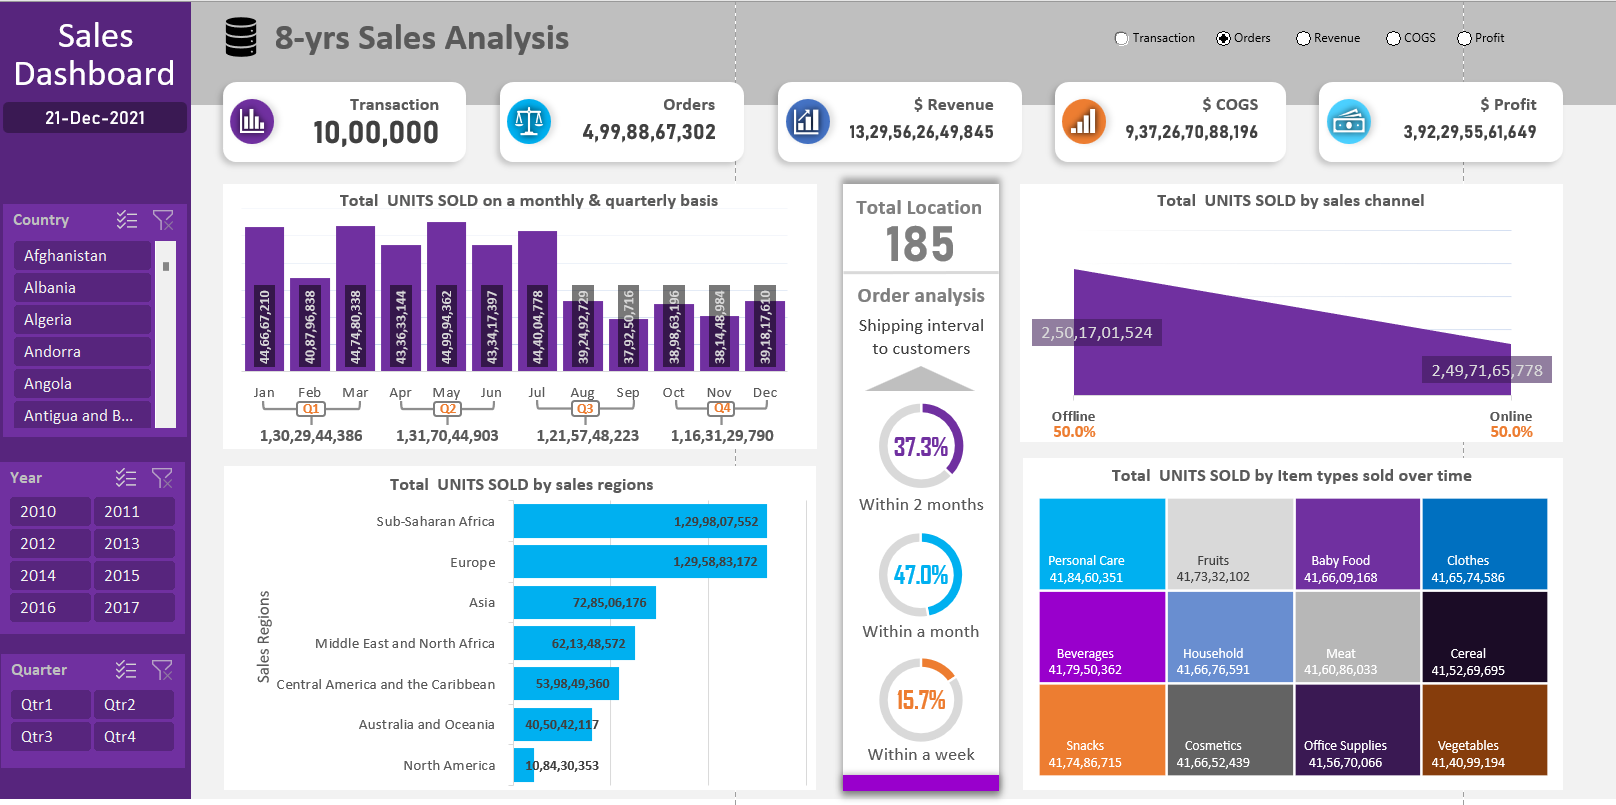 Sales
Dashboard
21-Dec-2021
8-yrs Sales Analysis
Transaction
Orders
Revenue
COGS
Profit
Transaction
10,00,000
Orders
4,99,88,67,302
$ Revenue
13,29,56,26,49,845
$ COGS
9,37,26,70,88,196
$ Profit
3,92,29,55,61,649
Country
Afghanistan
Albania
Algeria
Andorra
Angola
Antigua and B...
Year
2010 2011
2012 2013
2014 2015
2016 2017
Quarter
Qtr1 Qtr2
Qtr3 Qtr4
Total UNITS SOLD on a monthly & quarterly basis
44,66,67,210
40,87,96,838
44,74,80,338
43,36,33,144
44,99,94,362
43,34,17,397
44,40,04,778
39,24,92,729
37,92,50,716
38,98,63,196
38,14,48,984
39,18,17,610
Jan Feb Mar Apr May Jun Jul Aug Sep Oct Nov Dec
Q1 Q2 Q3 Q4
1,30,29,44,386 1,31,70,44,903 1,21,57,48,223 1,16,31,29,790
Total UNITS SOLD by sales regions
Sales Regions
Sub-Saharan Africa 1,29,98,07,552
Europe 1,29,58,83,172
Asia 72,85,06,176
Middle East and North Africa 62,13,48,572
Central America and the Caribbean 53,98,49,360
Australia and Oceania 40,50,42,117
North America 10,84,30,353
Total Location
185
Order analysis
Shipping interval
to customers
37.3%
Within 2 months
47.0%
Within a month
15.7%
Within a week
Total UNITS SOLD by sales channel
2,50,17,01,524
2,49,71,65,778
Offline Online
50.0% 50.0%
Total UNITS SOLD by Item types sold over time
Personal Care Fruits Baby Food Clothes
41,84,60,351 41,73,32,102 41,66,09,168 41,65,74,586
Beverages Household Meat Cereal
41,79,50,362 41,66,76,591 41,60,86,033 41,52,69,695
Snacks Cosmetics Office Supplies Vegetables
41,74,86,715 41,66,52,439 41,56,70,066 41,40,99,194